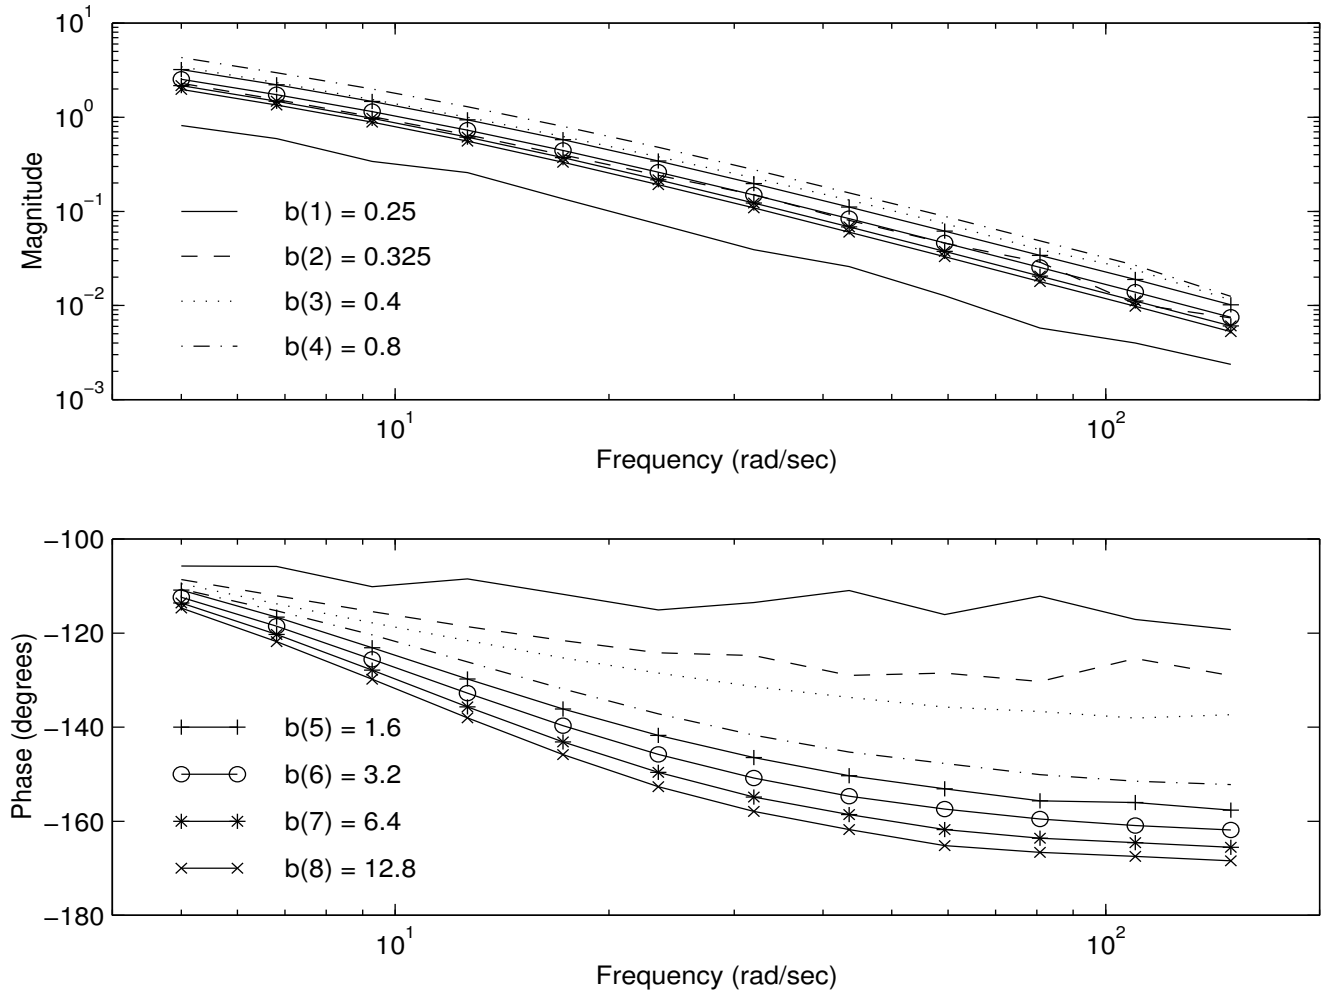 10^1
10^0
10^-1
10^-2
10^-3
Magnitude
b(1) = 0.25
b(2) = 0.325
b(3) = 0.4
b(4) = 0.8
10^1
10^2
Frequency (rad/sec)
-100
-120
-140
-160
-180
Phase (degrees)
b(5) = 1.6
b(6) = 3.2
b(7) = 6.4
b(8) = 12.8
10^1
10^2
Frequency (rad/sec)